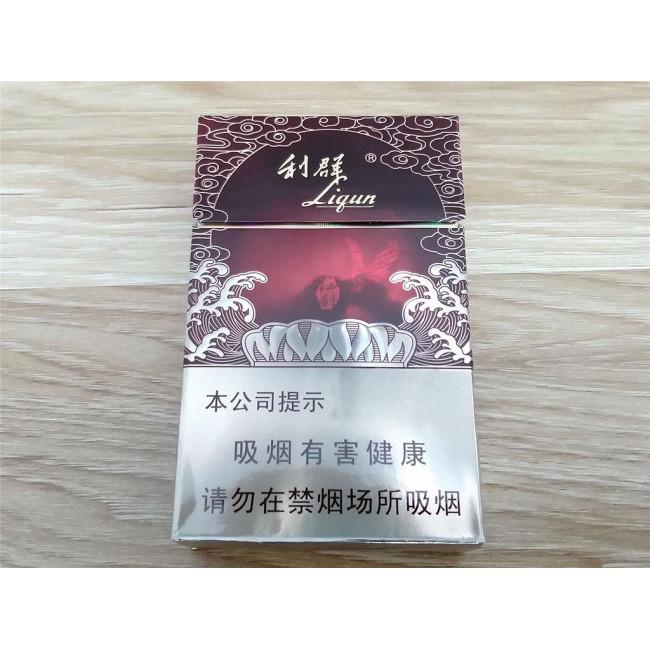 利群®
Liqun
本公司提示
吸烟有害健康
请勿在禁烟场所吸烟